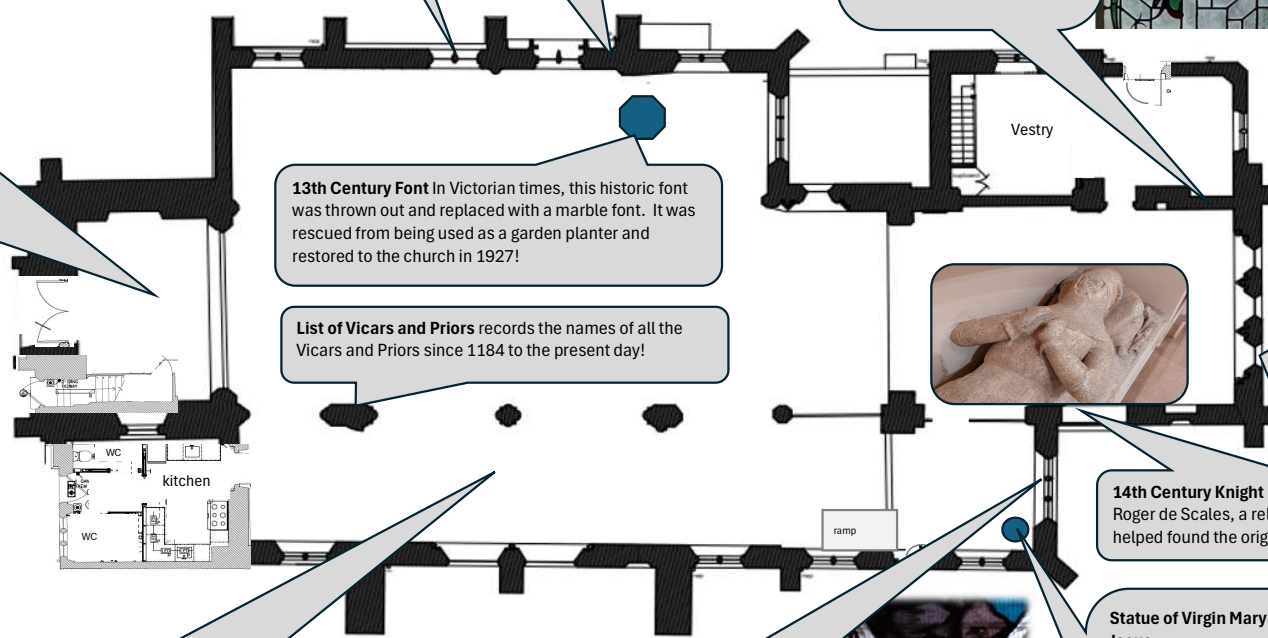 Vestry
13th Century Font In Victorian times, this historic font
was thrown out and replaced with a marble font. It was
rescued from being used as a garden planter and
restored to the church in 1927!
List of Vicars and Priors records the names of all the
Vicars and Priors since 1184 to the present day!
WC
kitchen
WC
ramp
14th Century Knight
Roger de Scales, a rel
helped found the orig
Statue of Virgin Mary